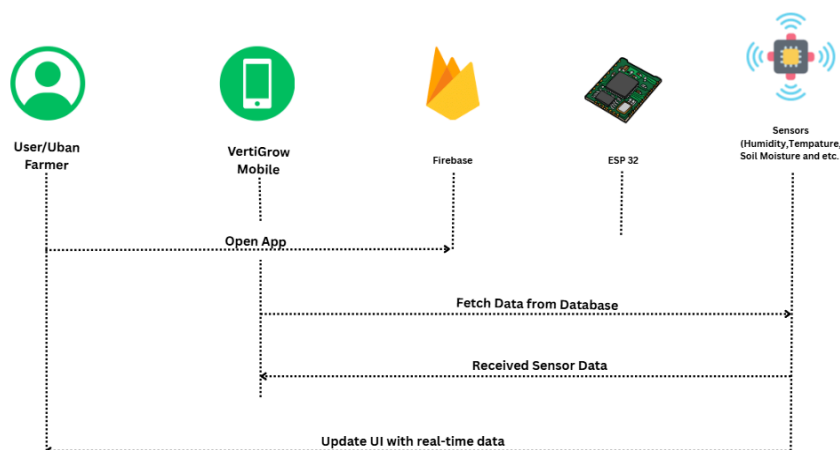 User/Uban
Farmer
VertiGrow
Mobile
Firebase
ESP 32
Sensors
(Humidity,Tempature,
Soil Moisture and etc.
Open App
Fetch Data from Database
Received Sensor Data
Update UI with real-time data